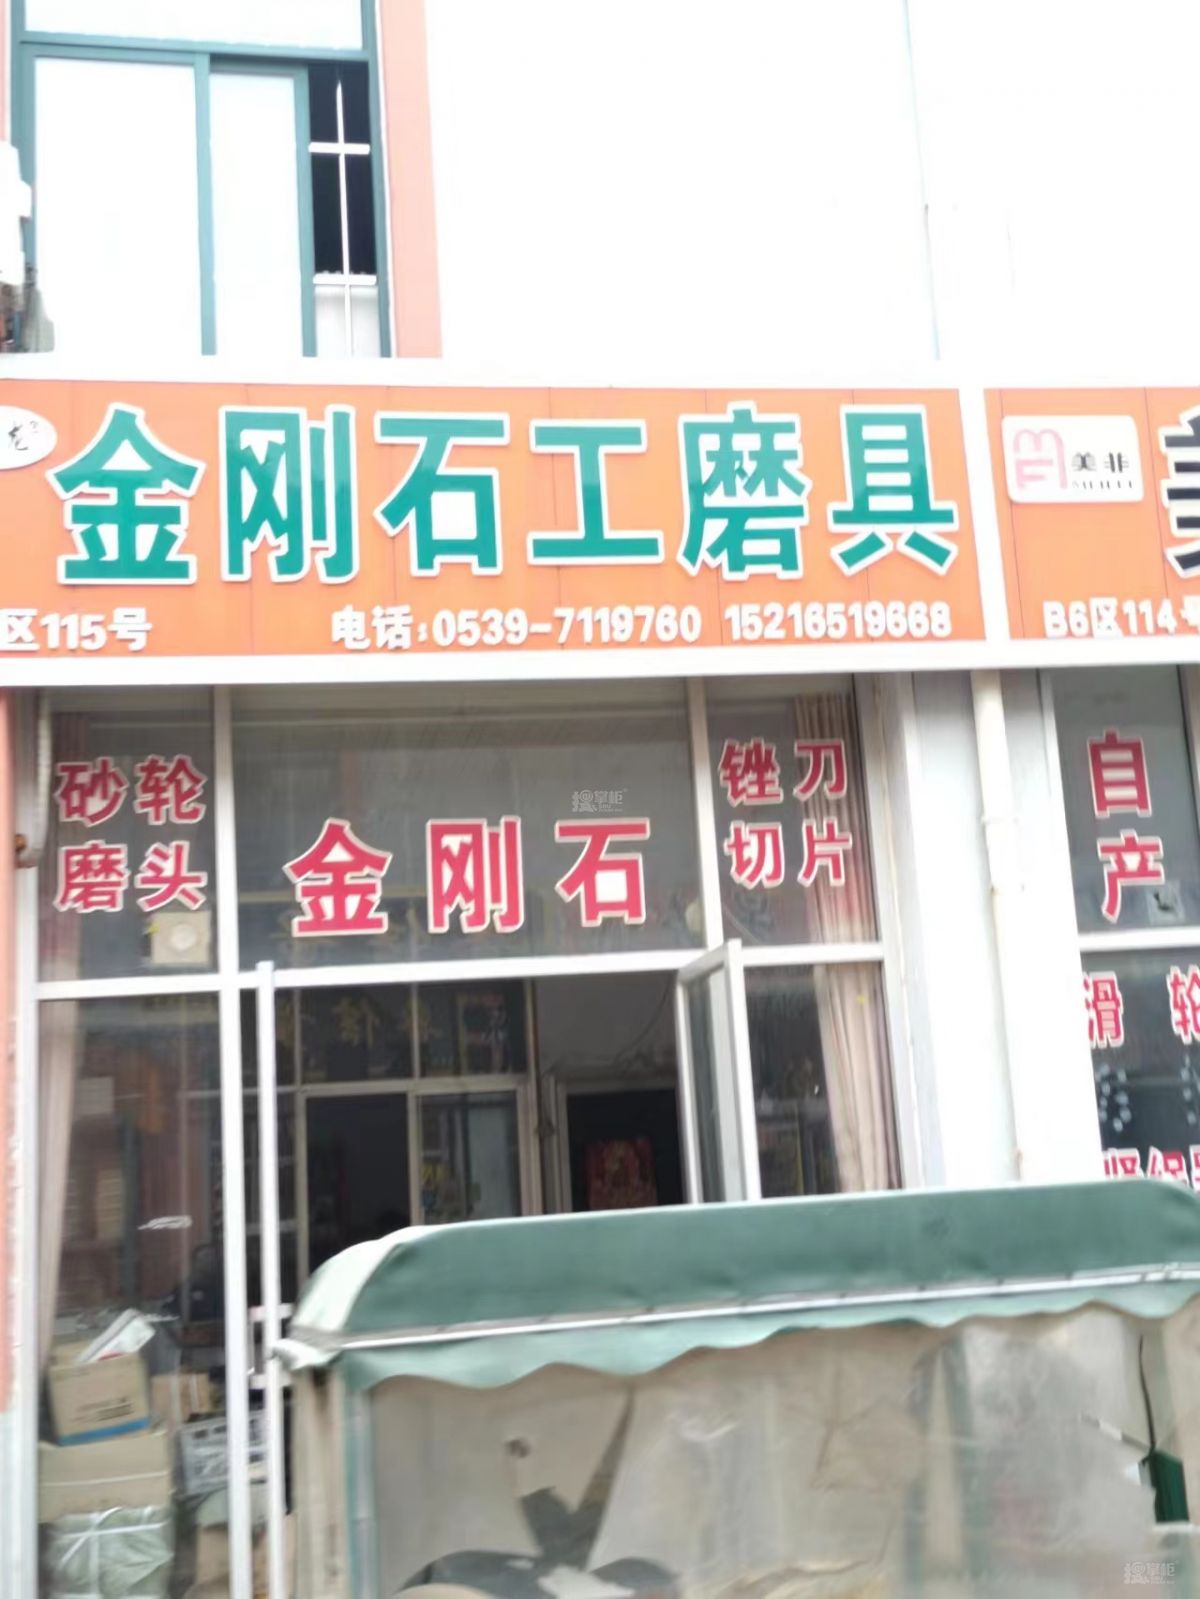 金刚石工磨具
区115号
电话:0539-7119760 15216519668
美非
MEIFEI
B6区114号
砂轮
磨头
金刚石
锉刀
切片
自
产
滑 轮